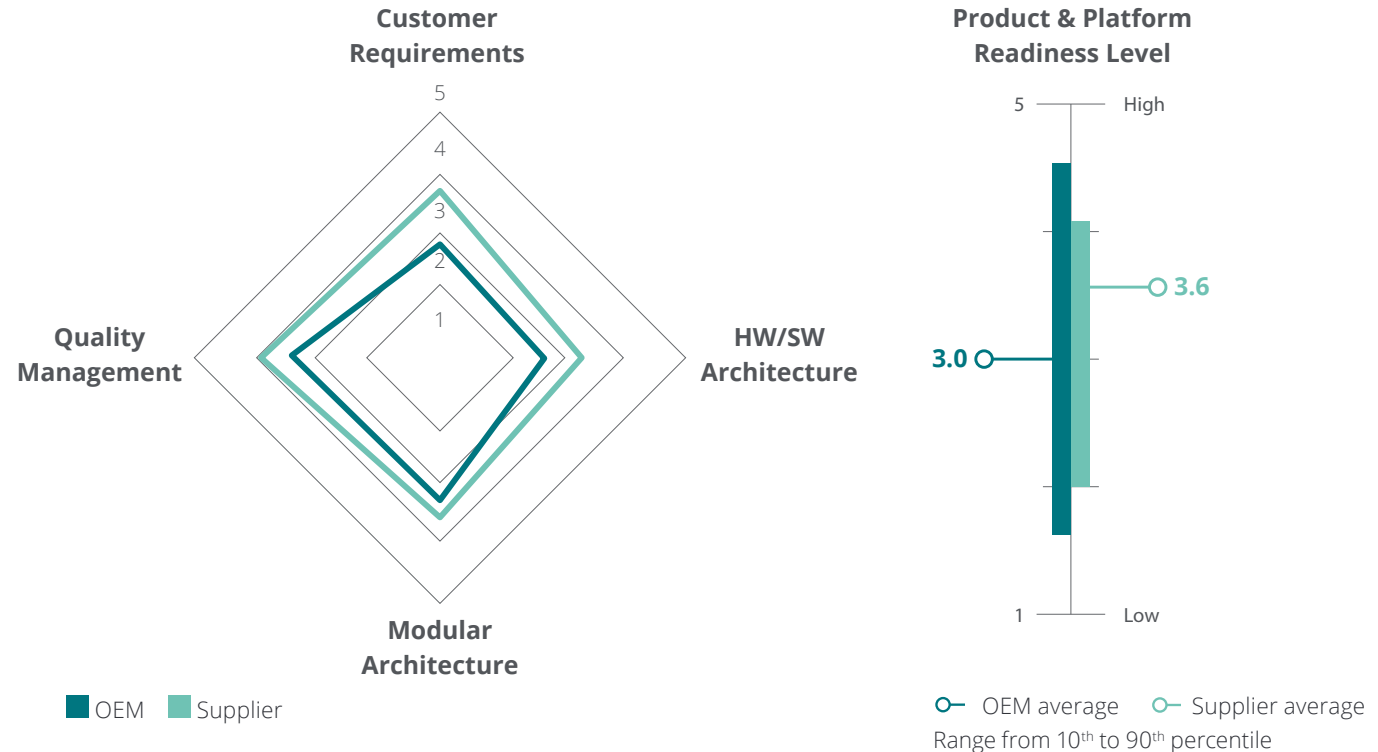 Customer
Requirements
5
4
3
2
1
Quality
Management
HW/SW
Architecture
Modular
Architecture
OEM
Supplier
Product & Platform
Readiness Level
5
High
3.6
3.0
1
Low
OEM average
Supplier average
Range from 10th to 90th percentile